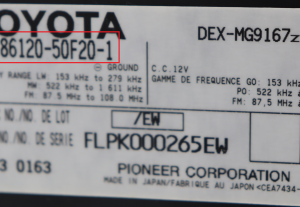 TOYOTA
DEX-MG9167z
86120-50F20-1
GROUND
C.C.12V
RANGE LW: 153 kHz to 279 kHz
GAMME DE FREQUENCE GO: 153 kHz
MW: 522 kHz to 1 611 kHz
PO: 522 kHz
FM: 87.5 MHz to 108.0 MHz
FM: 87.5 MHz
NO./NO. DE LOT
/EW
NO./NO. DE SERIE FLPK000265EW
0163
PIONEER CORPORATION
MADE IN JAPAN/FABRIQUE AU JAPON <CEA7434-